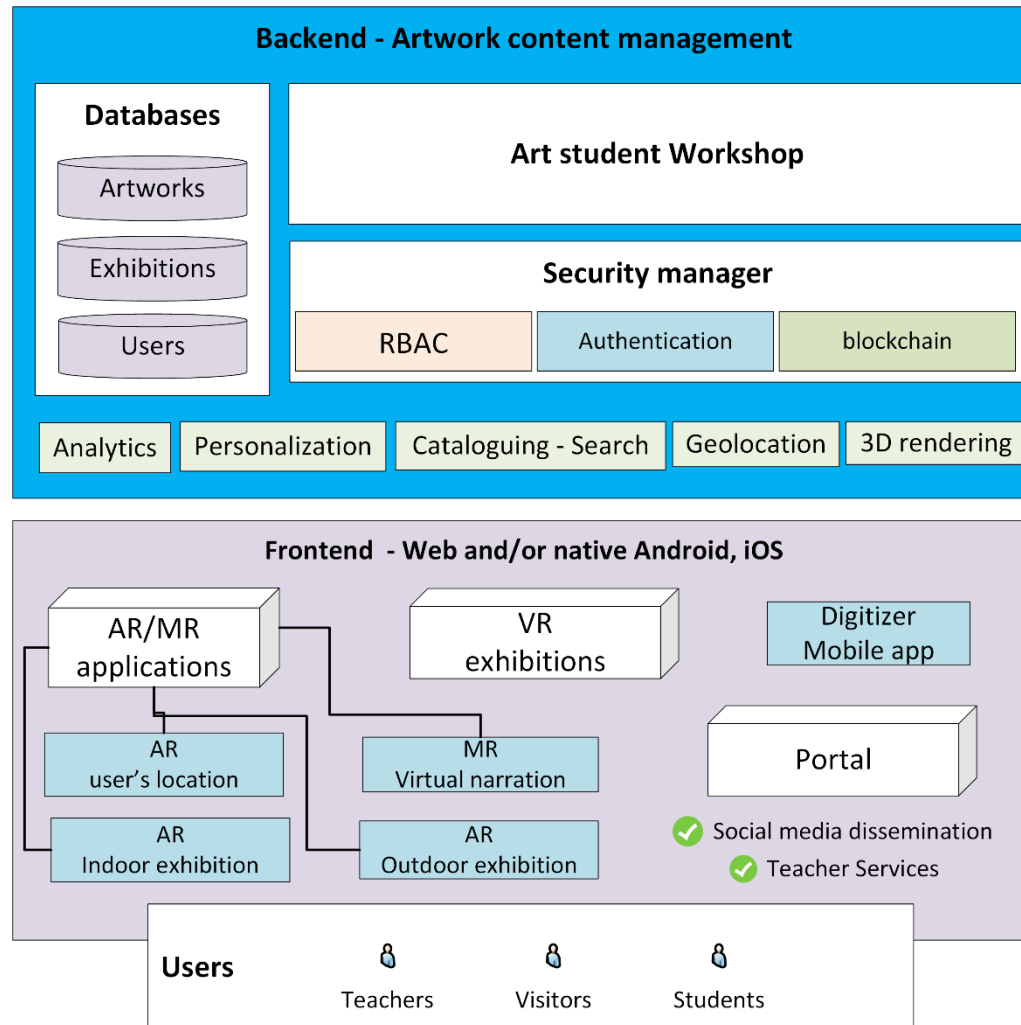 Backend - Artwork content management
Databases
Artworks
Exhibitions
Users
Art student Workshop
Security manager
RBAC
Authentication
blockchain
Analytics
Personalization
Cataloguing - Search
Geolocation
3D rendering
Frontend - Web and/or native Android, iOS
AR/MR
applications
VR
exhibitions
Digitizer
Mobile app
AR
user's location
MR
Virtual narration
Portal
AR
Indoor exhibition
AR
Outdoor exhibition
Social media dissemination
Teacher Services
Users
Teachers
Visitors
Students